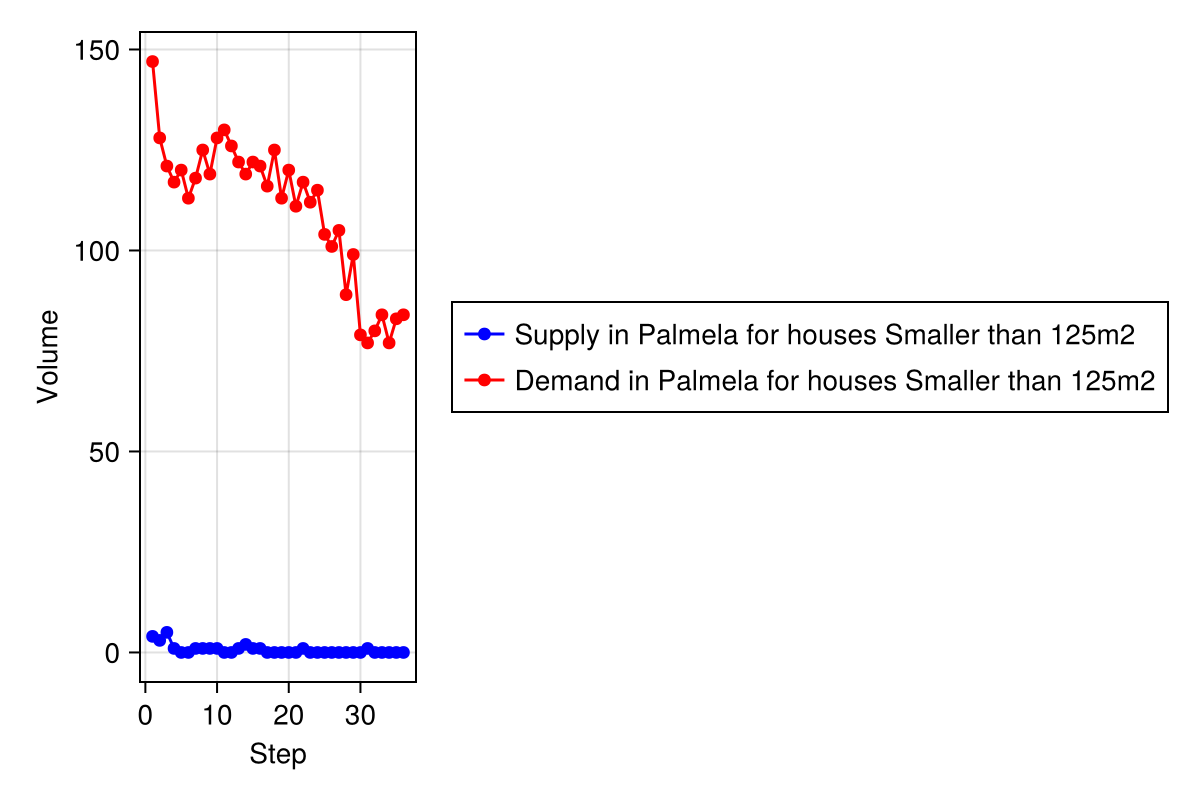 150
100
50
0
Volume
0 10 20 30
Step
Supply in Palmela for houses Smaller than 125m2
Demand in Palmela for houses Smaller than 125m2